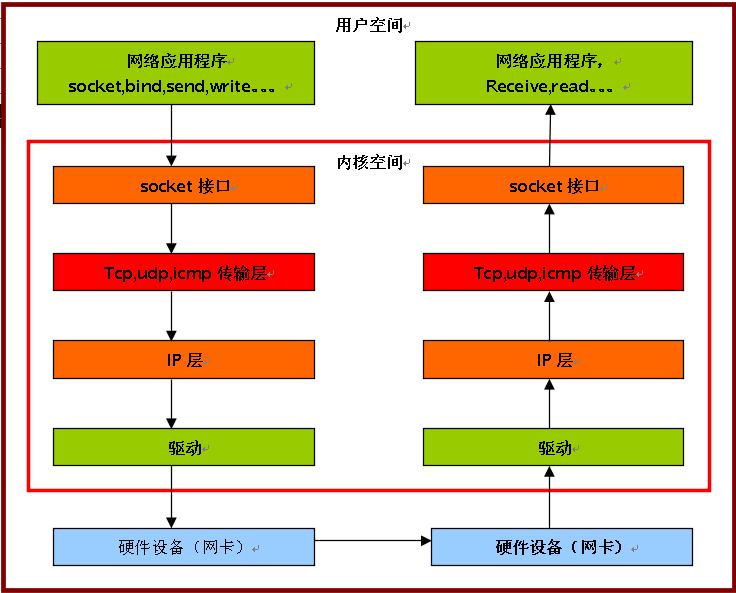 用户空间
网络应用程序
socket,bind,send,write。。。
网络应用程序，
Receive,read。。。
内核空间
socket 接口
socket 接口
Tcp,udp,icmp 传输层
Tcp,udp,icmp 传输层
IP 层
IP 层
驱动
驱动
硬件设备（网卡）
硬件设备（网卡）